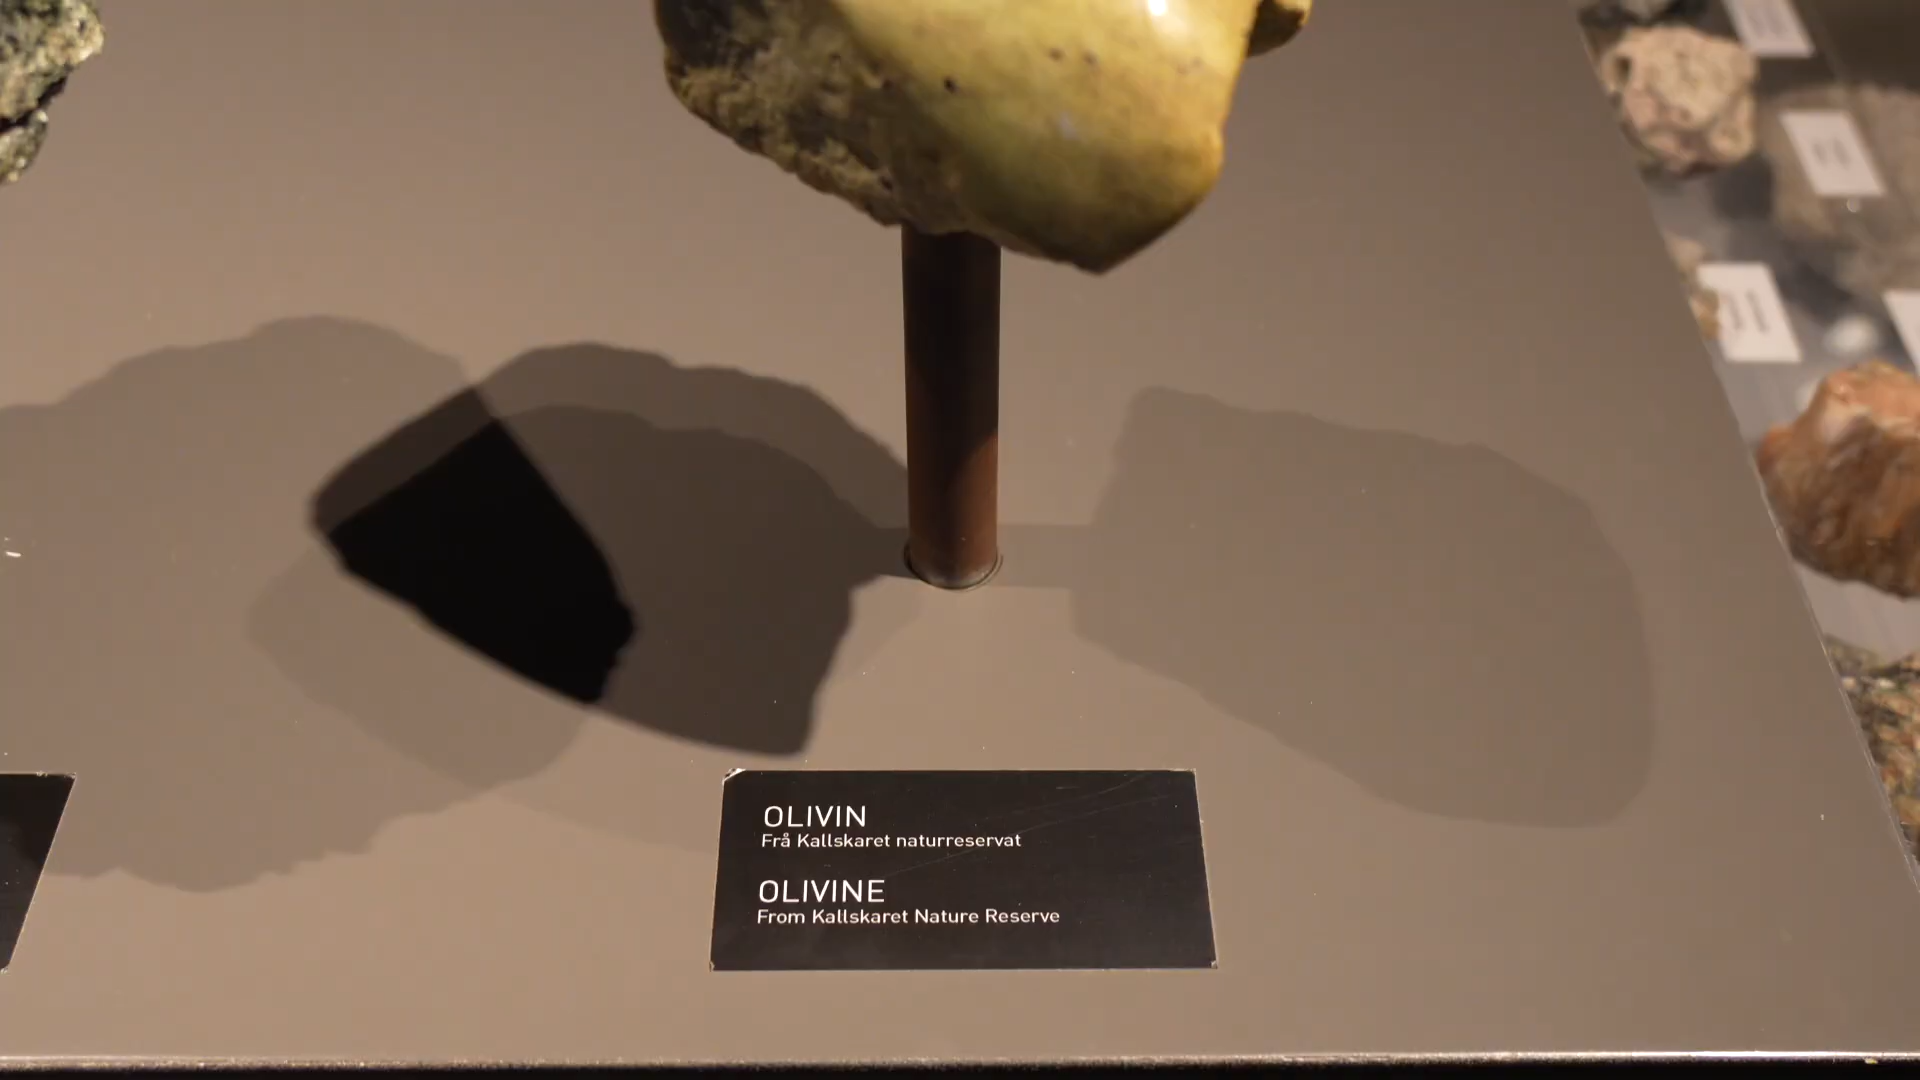 OLIVIN
Frå Kallskaret naturreservat
OLIVINE
From Kallskaret Nature Reserve